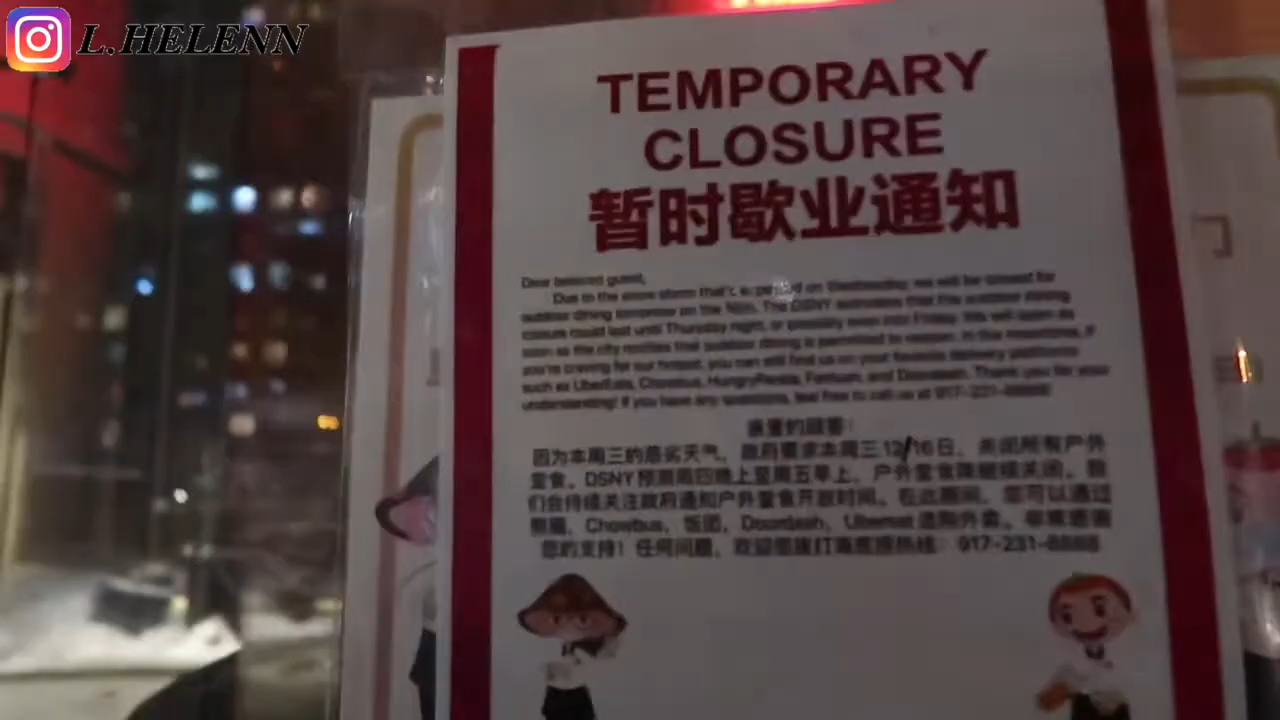 L.HELENN
TEMPORARY
CLOSURE
暂时歇业通知
Dear beloved guest,
Due to the snow storm that's expected on Wednesday, we will be closed for
outdoor dining tomorrow on the 16th. The DSNY estimates that the outdoor dining
closure could last until Thursday night, or possibly even into Friday. We will open as
soon as the city notifies that outdoor dining is permitted to reopen. In the meantime, if
you're craving for our hotpot, you can still find us on your favorite delivery platforms
such as UberEats, Chowbus, HungryPanda, Fantuan, and Doordash. Thank you for your
understanding! If you have any questions, feel free to call us at 917-231-8888
亲爱的顾客:
因为本周三的恶劣天气,政府要求本周三12/16日,关闭所有户外
堂食。DSNY预测周四晚上至周五早上,户外堂食陆续关闭。我
们会持续关注政府通知户外堂食开放时间。在此期间,您可以通过
熊猫,Chowbus,饭团,Doordash,Ubereat选购外卖。非常感谢
您的支持!任何问题,欢迎您拨打海底捞热线:917-231-8888